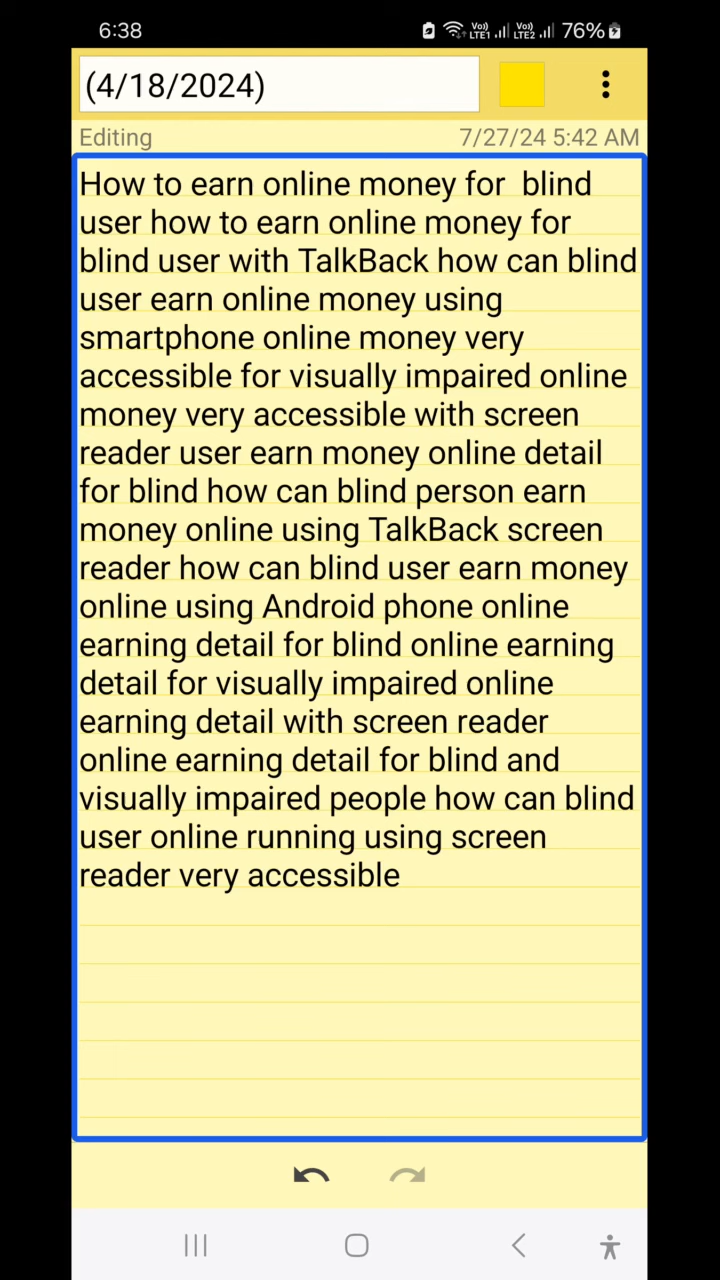 6:38 Vo)) LTE1 Vo)) LTE2 76%
(4/18/2024)
Editing 7/27/24 5:42 AM
How to earn online money for  blind
user how to earn online money for
blind user with TalkBack how can blind
user earn online money using
smartphone online money very
accessible for visually impaired online
money very accessible with screen
reader user earn money online detail
for blind how can blind person earn
money online using TalkBack screen
reader how can blind user earn money
online using Android phone online
earning detail for blind online earning
detail for visually impaired online
earning detail with screen reader
online earning detail for blind and
visually impaired people how can blind
user online running using screen
reader very accessible